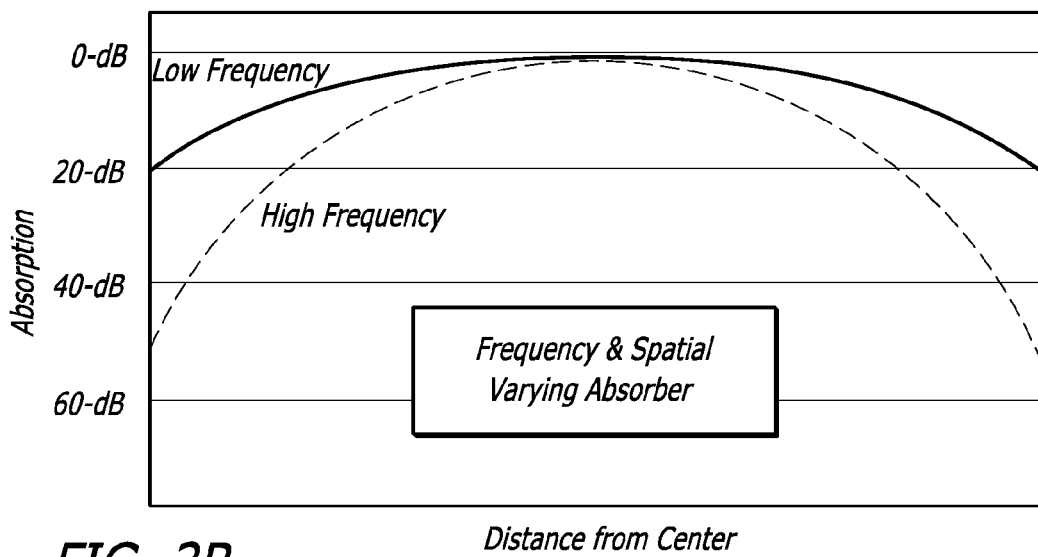 0-dB
Low Frequency
20-dB
High Frequency
40-dB
Absorption
Frequency & Spatial
Varying Absorber
60-dB
Distance from Center